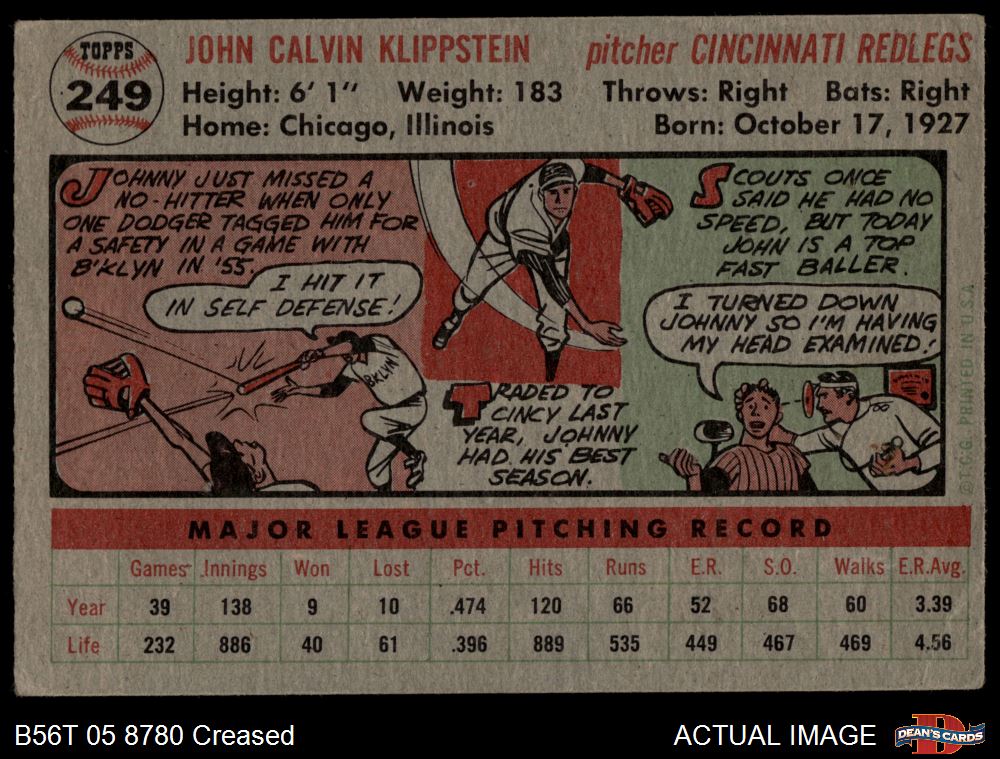 TOPPS
249
JOHN CALVIN KLIPPSTEIN pitcher CINCINNATI REDLEGS
Height: 6' 1" Weight: 183 Throws: Right Bats: Right
Home: Chicago, Illinois Born: October 17, 1927
JOHNNY JUST MISSED A
NO-HITTER WHEN ONLY
ONE DODGER TAGGED HIM FOR
A SAFETY IN A GAME WITH
B'KLYN IN '55.
I HIT IT
IN SELF DEFENSE!
BKLYN
TRADED TO
CINCY LAST
YEAR, JOHNNY
HAD HIS BEST
SEASON.
SCOUTS ONCE
SAID HE HAD NO
SPEED, BUT TODAY
JOHN IS A TOP
FAST BALLER.
I TURNED DOWN
JOHNNY SO I'M HAVING
MY HEAD EXAMINED!
©T.C.G. PRINTED IN U.S.A.
MAJOR LEAGUE PITCHING RECORD
Games Innings Won Lost Pct. Hits Runs E.R. S.O. Walks E.R.Avg.
Year 39 138 9 10 .474 120 66 52 68 60 3.39
Life 232 886 40 61 .396 889 535 449 467 469 4.56
B56T 05 8780 Creased ACTUAL IMAGE
D
DEAN'S CARDS